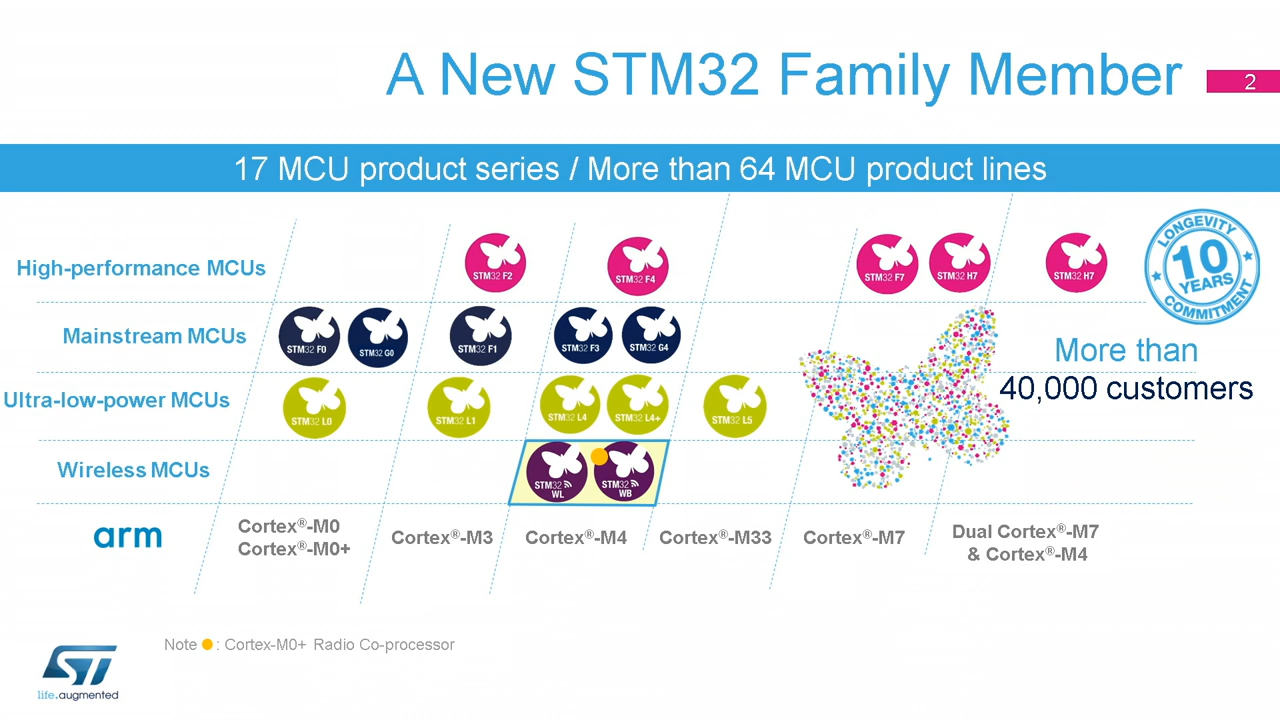 A New STM32 Family Member
2
17 MCU product series / More than 64 MCU product lines
High-performance MCUs
STM32 F2
STM32 F4
STM32 F7
STM32 H7
STM32 H7
LONGEVITY
10
YEARS
COMMITMENT
Mainstream MCUs
STM32 F0
STM32 G0
STM32 F1
STM32 F3
STM32 G4
More than
40,000 customers
Ultra-low-power MCUs
STM32 L0
STM32 L1
STM32 L4
STM32 L4+
STM32 L5
Wireless MCUs
STM32
WL
STM32
WB
arm
Cortex®-M0
Cortex®-M0+
Cortex®-M3
Cortex®-M4
Cortex®-M33
Cortex®-M7
Dual Cortex®-M7
& Cortex®-M4
Note : Cortex-M0+ Radio Co-processor
ST
life.augmented